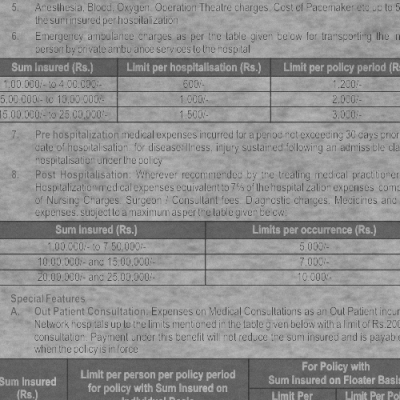 5. Anesthesia, Blood, Oxygen, Operation Theatre charges, Cost of Pacemaker etc up to 5
the sum insured per hospitalization
6. Emergency ambulance charges as per the table given below for transporting the
person by private ambulance services to the hospital
Sum insured (Rs.) Limit per hospitalisation (Rs.) Limit per policy period (R
1,00,000/- to 4,00,000/- 600/- 1,200/-
5,00,000/- to 10,00,000/- 1,000/- 2,000/-
15,00,000/- to 25,00,000/- 1,500/- 3,000/-
7. Pre hospitalization medical expenses incurred for a period not exceeding 30 days prior
date of hospitalisation, for disease/illness, injury sustained following an admissible cla
hospitalisation under the policy
8. Post Hospitalisation: Wherever recommended by the treating medical practitioner
Hospitalization medical expenses equivalent to 7% of the hospitalization expenses comp
of Nursing Charges, Surgeon / Consultant fees, Diagnostic charges, Medicines and
expenses, subject to a maximum as per the table given below:
Sum Insured (Rs.) Limits per occurrence (Rs.)
1,00,000/- to 7,50,000/- 5,000/-
10,00,000/- and 15,00,000/- 7,000/-
20,00,000/- and 25,00,000/- 10,000/-
Special Features
A. Out Patient Consultation: Expenses on Medical Consultations as an Out Patient incur
Network hospitals up to the limits mentioned in the table given below with a limit of Rs.200
consultation. Payment under this benefit will not reduce the sum insured and is payable
when the policy is in force
Sum Insured (Rs.) Limit per person per policy period for policy with Sum Insured on Individual Basis For Policy with Sum Insured on Floater Basis
Limit Per Limit Per Po